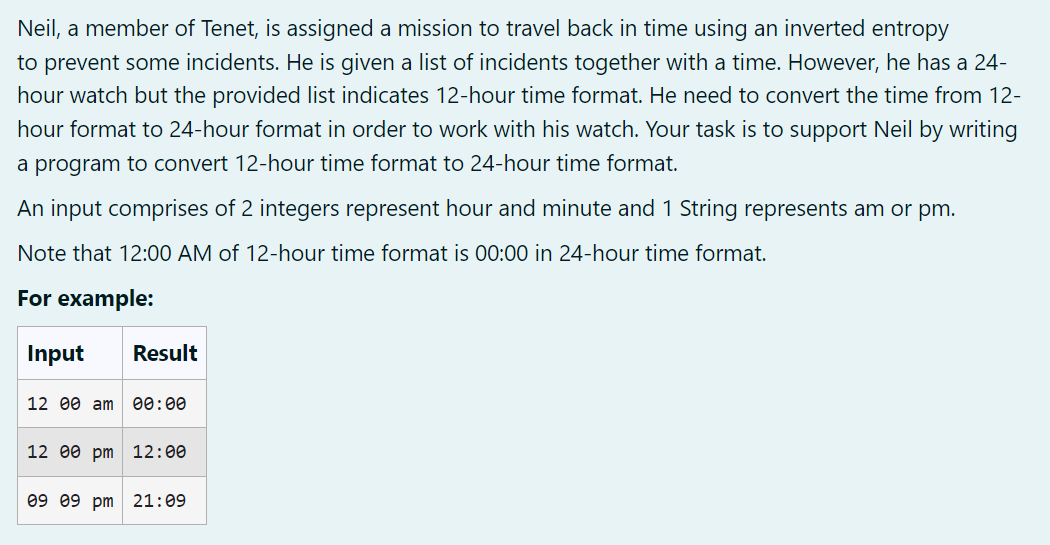 Neil, a member of Tenet, is assigned a mission to travel back in time using an inverted entropy
to prevent some incidents. He is given a list of incidents together with a time. However, he has a 24-
hour watch but the provided list indicates 12-hour time format. He need to convert the time from 12-
hour format to 24-hour format in order to work with his watch. Your task is to support Neil by writing
a program to convert 12-hour time format to 24-hour time format.
An input comprises of 2 integers represent hour and minute and 1 String represents am or pm.
Note that 12:00 AM of 12-hour time format is 00:00 in 24-hour time format.
For example:
Input Result
12 00 am 00:00
12 00 pm 12:00
09 09 pm 21:09